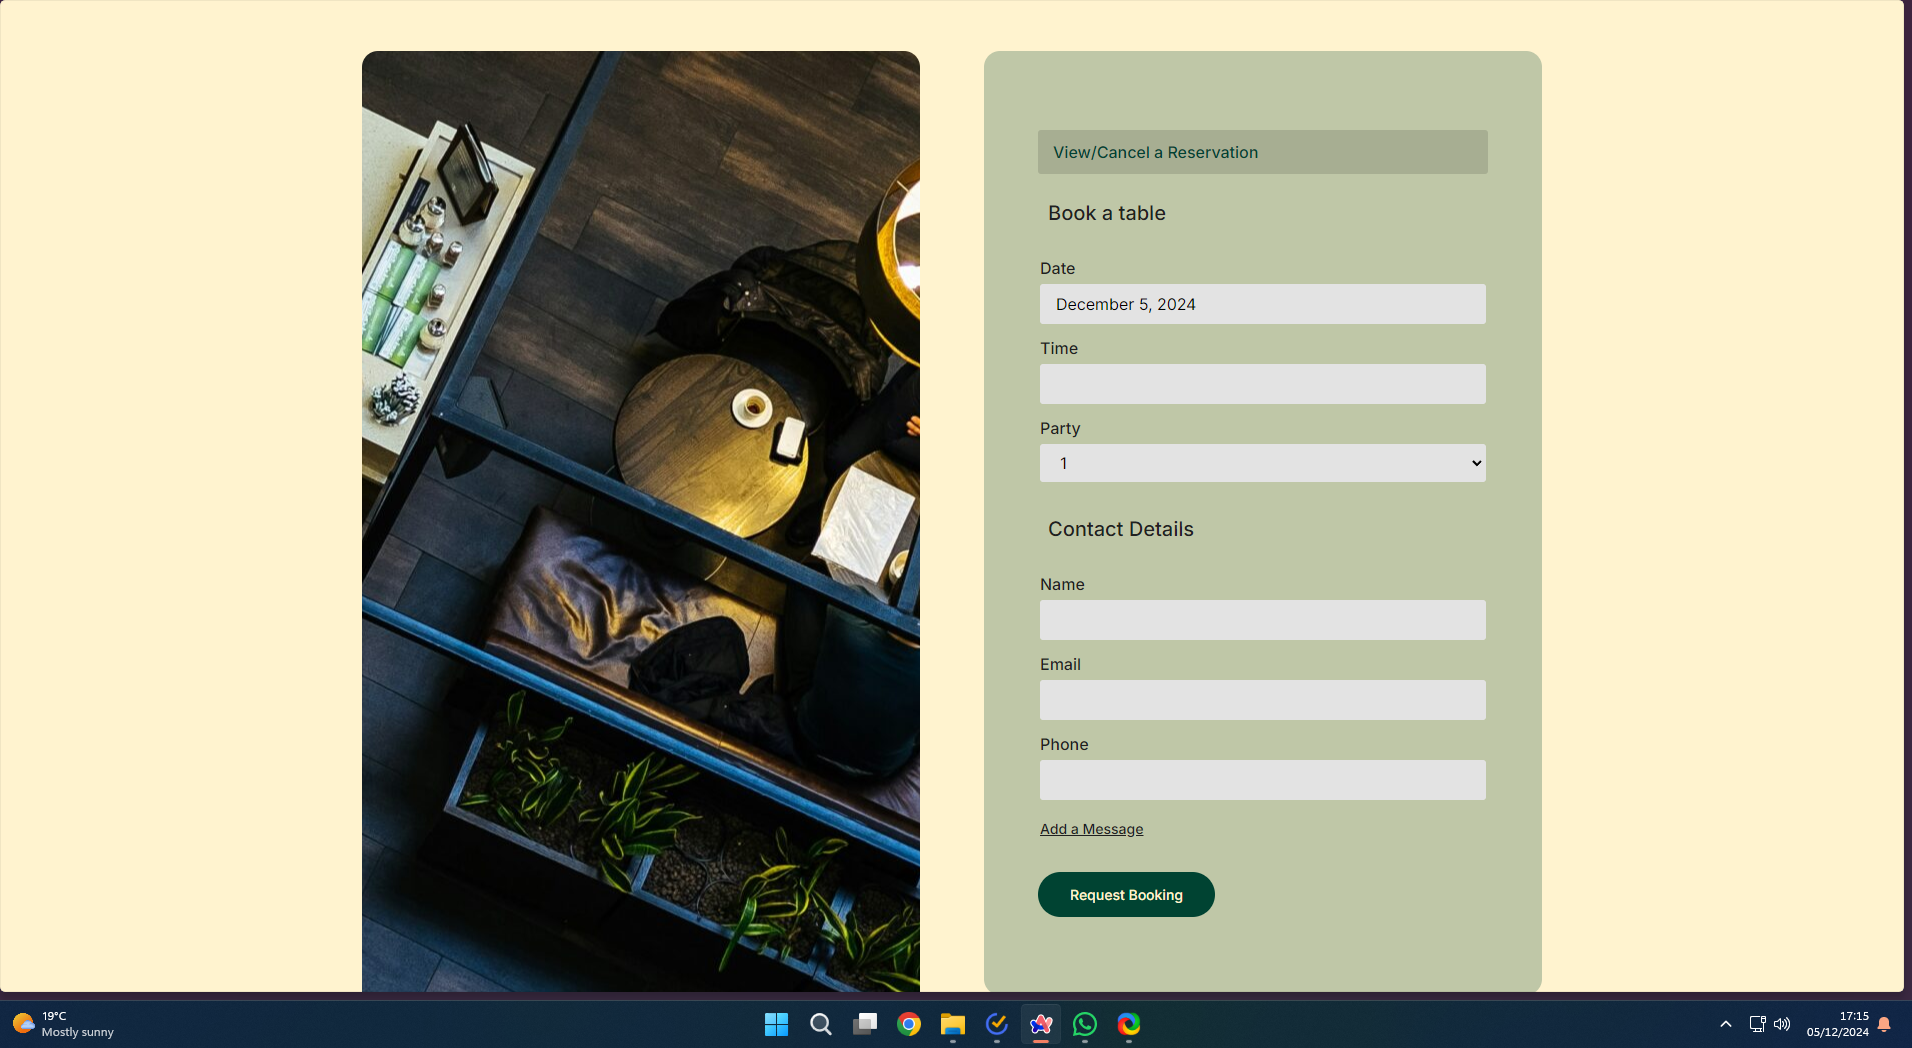 View/Cancel a Reservation
Book a table
Date
December 5, 2024
Time
Party
1
Contact Details
Name
Email
Phone
Add a Message
Request Booking
19°C
Mostly sunny
17:15
05/12/2024